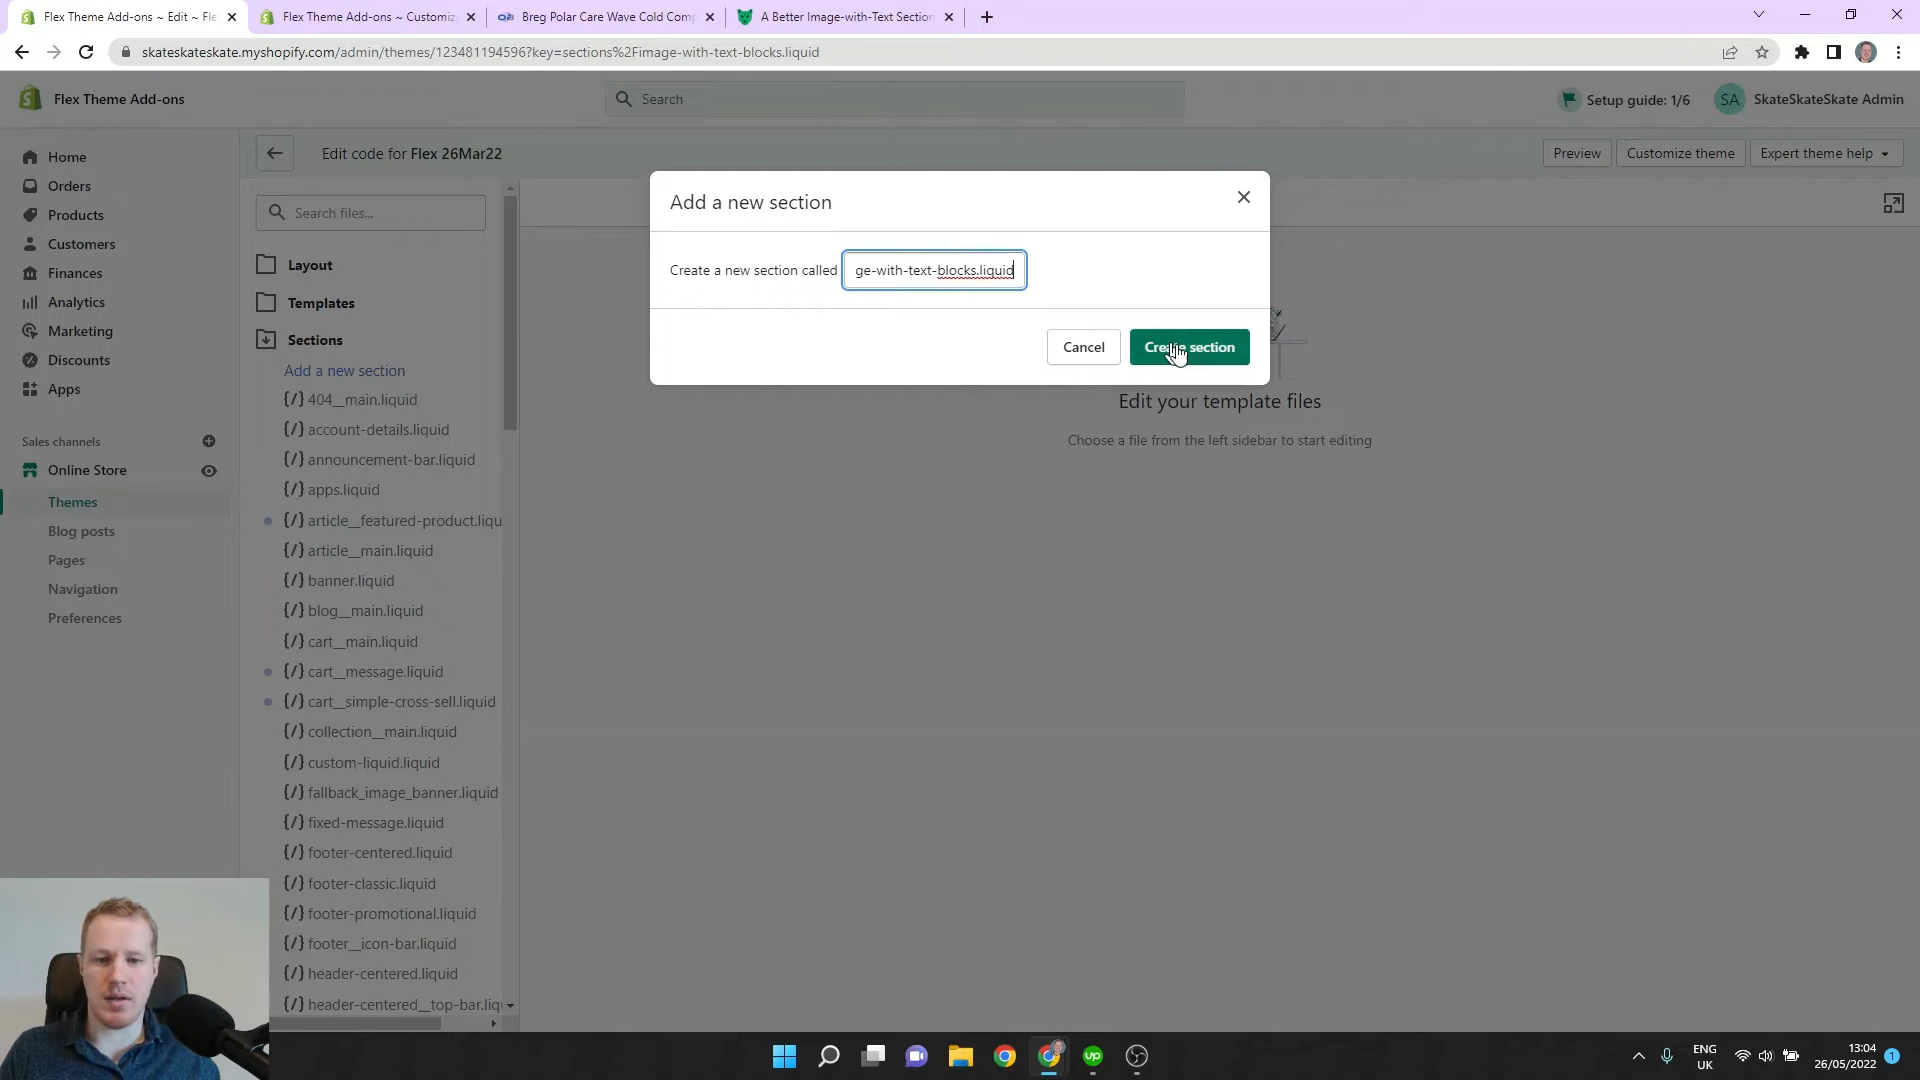 Flex Theme Add-ons ~ Edit ~ Fle
Flex Theme Add-ons ~ Customiz
Breg Polar Care Wave Cold Comp
A Better Image-with-Text Section
skateskateskate.myshopify.com/admin/themes/123481194596?key=sections%2Fimage-with-text-blocks.liquid
Flex Theme Add-ons
Search
Setup guide: 1/6
SA
SkateSkateSkate Admin
Home
Orders
Products
Customers
Finances
Analytics
Marketing
Discounts
Apps
Sales channels
Online Store
Themes
Blog posts
Pages
Navigation
Preferences
Edit code for Flex 26Mar22
Preview
Customize theme
Expert theme help
Search files...
Layout
Templates
Sections
Add a new section
{/} 404__main.liquid
{/} account-details.liquid
{/} announcement-bar.liquid
{/} apps.liquid
{/} article__featured-product.liqu
{/} article__main.liquid
{/} banner.liquid
{/} blog__main.liquid
{/} cart__main.liquid
{/} cart__message.liquid
{/} cart__simple-cross-sell.liquid
{/} collection__main.liquid
{/} custom-liquid.liquid
{/} fallback_image_banner.liquid
{/} fixed-message.liquid
{/} footer-centered.liquid
{/} footer-classic.liquid
{/} footer-promotional.liquid
{/} footer__icon-bar.liquid
{/} header-centered.liquid
{/} header-centered__top-bar.liq
Add a new section
Create a new section called
ge-with-text-blocks.liquid
Cancel
Create section
Edit your template files
Choose a file from the left sidebar to start editing
up
ENG
UK
13:04
26/05/2022
1